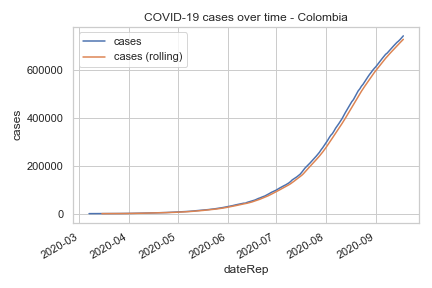 COVID-19 cases over time - Colombia
cases
cases (rolling)
600000
400000
200000
0
cases
2020-03
2020-04
2020-05
2020-06
2020-07
2020-08
2020-09
dateRep